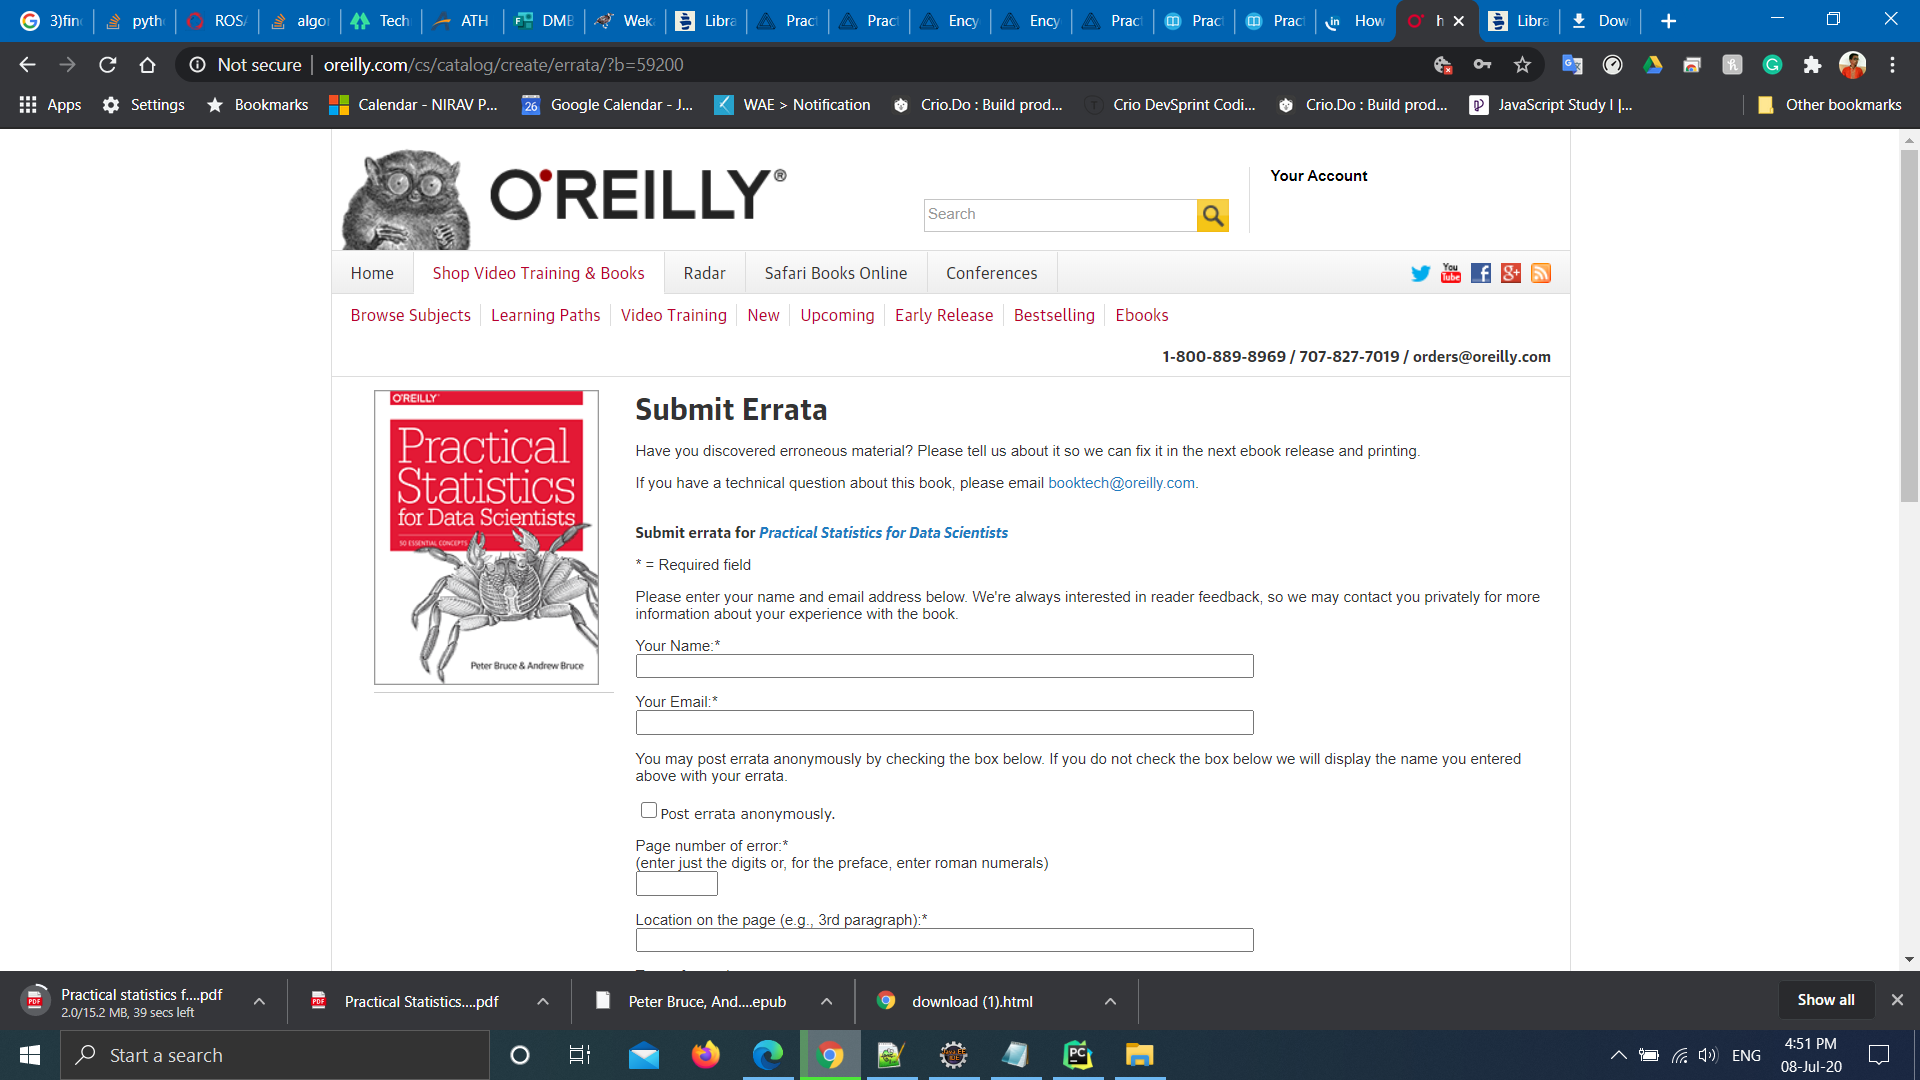 3)fin
pyth
ROSA
algor
Tech
ATH
DMB
Weka
Libra
Pract
Pract
Ency
Ency
Pract
Prac
Pract
How
h
Libra
Dow
Not secure
oreilly.com/cs/catalog/create/errata/?b=59200
Apps
Settings
Bookmarks
Calendar - NIRAV P...
26
Google Calendar - J...
WAE > Notification
Crio.Do : Build prod...
Crio DevSprint Codi...
Crio.Do : Build prod...
JavaScript Study I |...
Other bookmarks
O'REILLY®
Search
Your Account
Home
Shop Video Training & Books
Radar
Safari Books Online
Conferences
Browse Subjects
Learning Paths
Video Training
New
Upcoming
Early Release
Bestselling
Ebooks
1-800-889-8969 / 707-827-7019 / orders@oreilly.com
O'REILLY®
Practical
Statistics
for Data Scientists
50 ESSENTIAL CONCEPTS
Peter Bruce & Andrew Bruce
Submit Errata
Have you discovered erroneous material? Please tell us about it so we can fix it in the next ebook release and printing.
If you have a technical question about this book, please email booktech@oreilly.com.
Submit errata for Practical Statistics for Data Scientists
* = Required field
Please enter your name and email address below. We're always interested in reader feedback, so we may contact you privately for more
information about your experience with the book.
Your Name:*
Your Email:*
You may post errata anonymously by checking the box below. If you do not check the box below we will display the name you entered
above with your errata.
Post errata anonymously.
Page number of error:*
(enter just the digits or, for the preface, enter roman numerals)
Location on the page (e.g., 3rd paragraph):*
Practical statistics f....pdf
2.0/15.2 MB, 39 secs left
Practical Statistics....pdf
Peter Bruce, And....epub
download (1).html
Show all
Start a search
ENG
4:51 PM
08-Jul-20